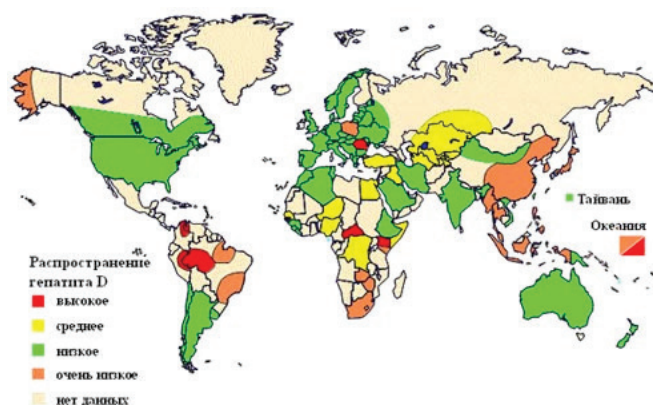 Тайвань
Океания
Распространение
гепатита D
высокое
среднее
низкое
очень низкое
нет данных